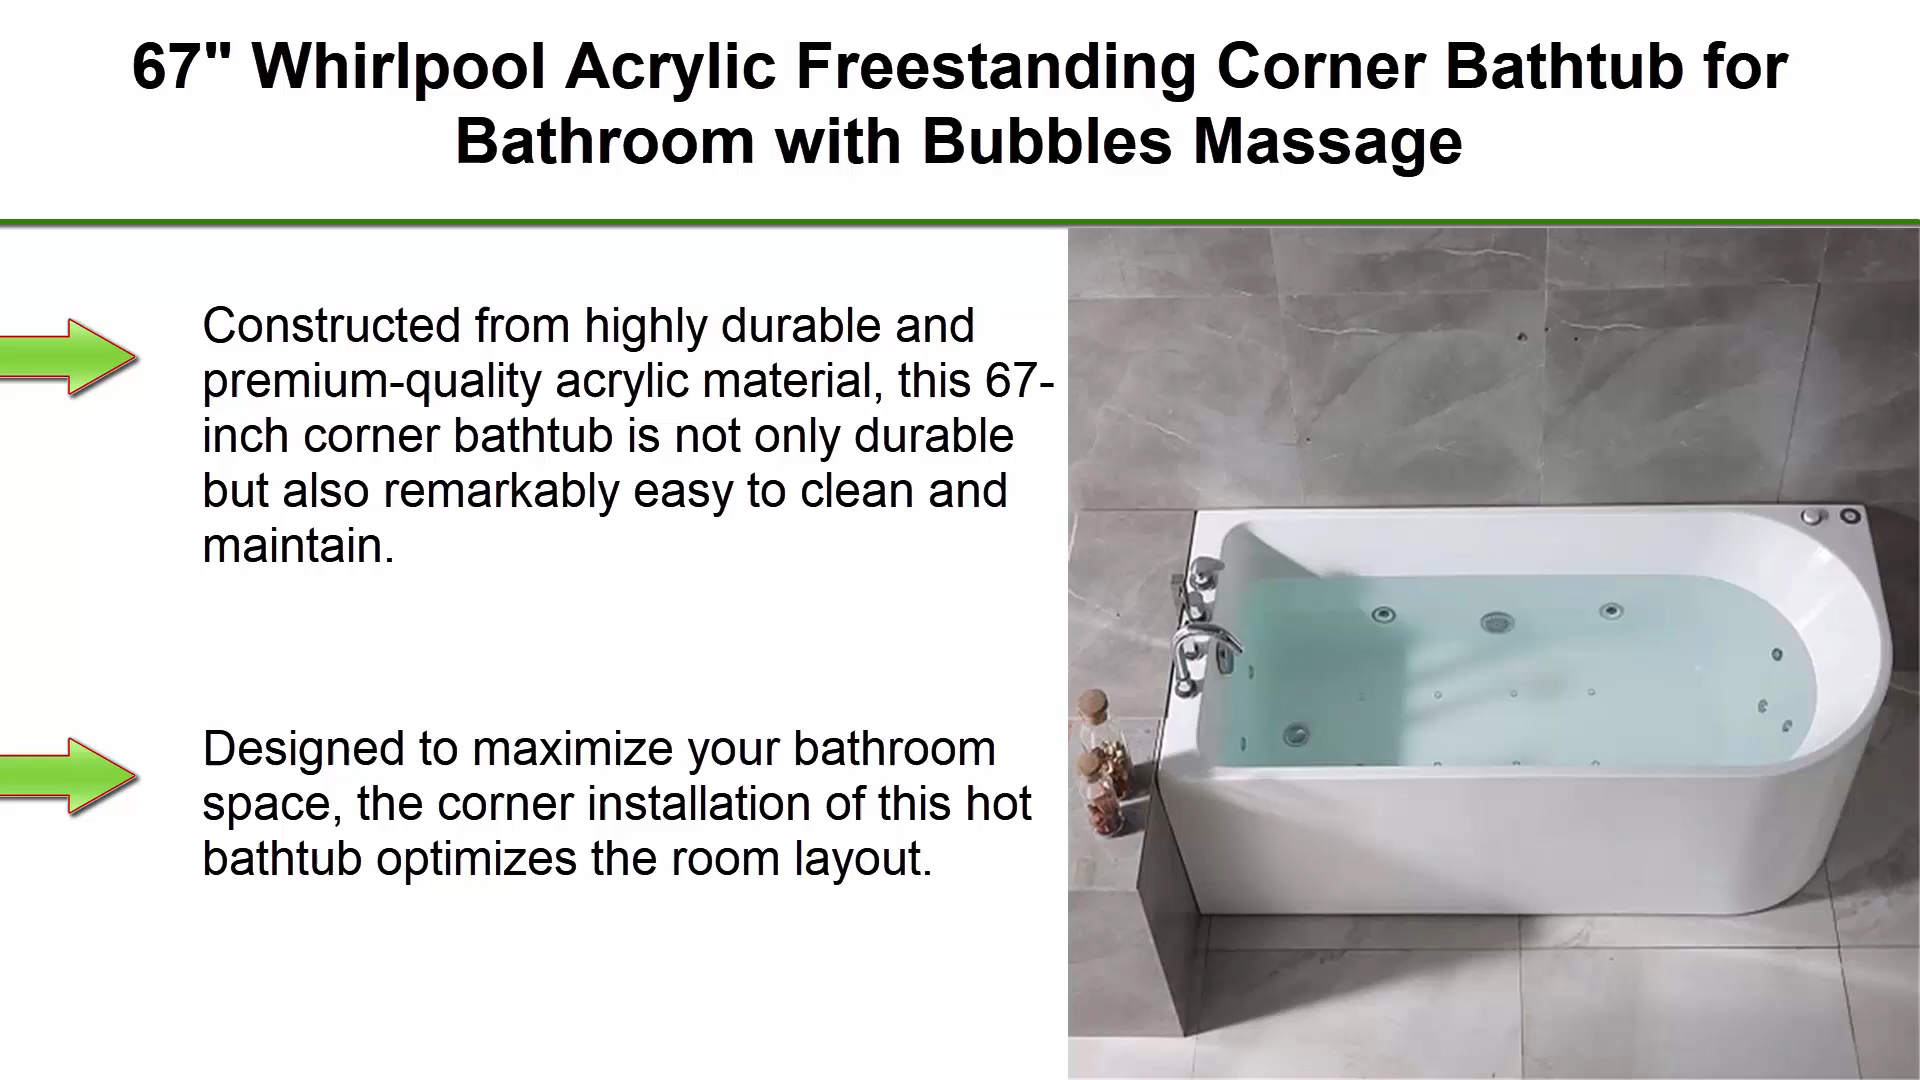 67" Whirlpool Acrylic Freestanding Corner Bathtub for
Bathroom with Bubbles Massage
Constructed from highly durable and
premium-quality acrylic material, this 67-
inch corner bathtub is not only durable
but also remarkably easy to clean and
maintain.
Designed to maximize your bathroom
space, the corner installation of this hot
bathtub optimizes the room layout.